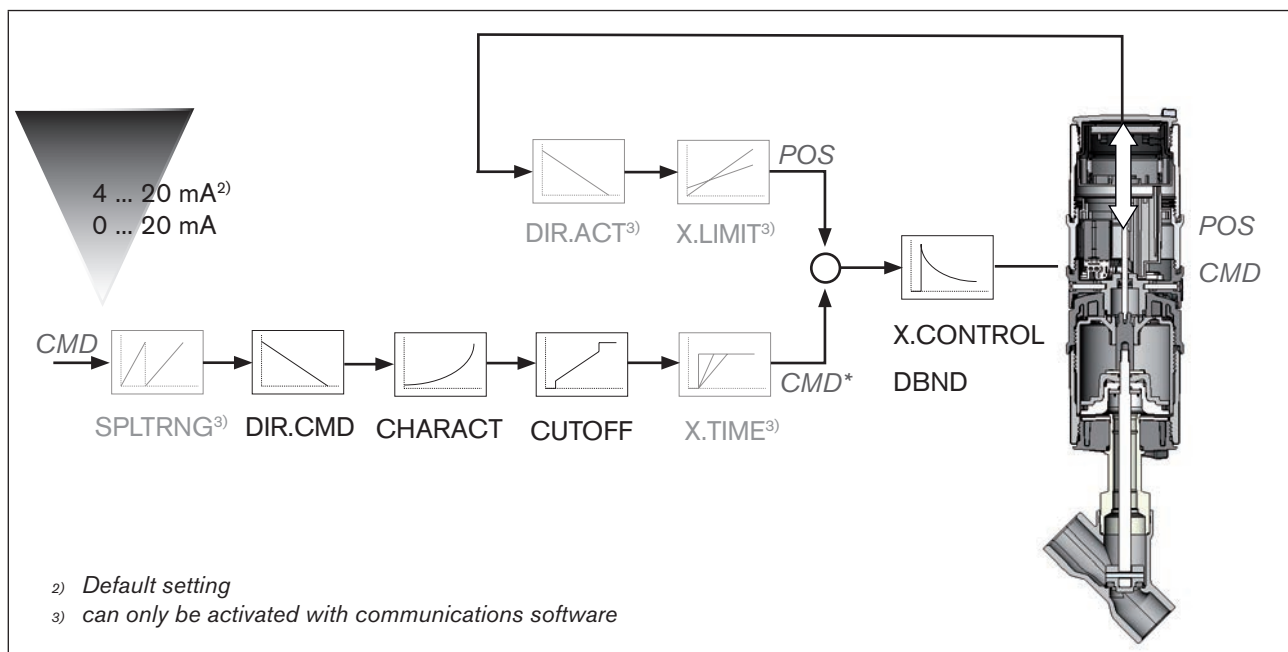 4 ... 20 mA2)
0 ... 20 mA
DIR.ACT3)
X.LIMIT3)
POS
POS
CMD
CMD
SPLTRNG3)
DIR.CMD
CHARACT
CUTOFF
X.TIME3)
CMD*
X.CONTROL
DBND
2) Default setting
3) can only be activated with communications software